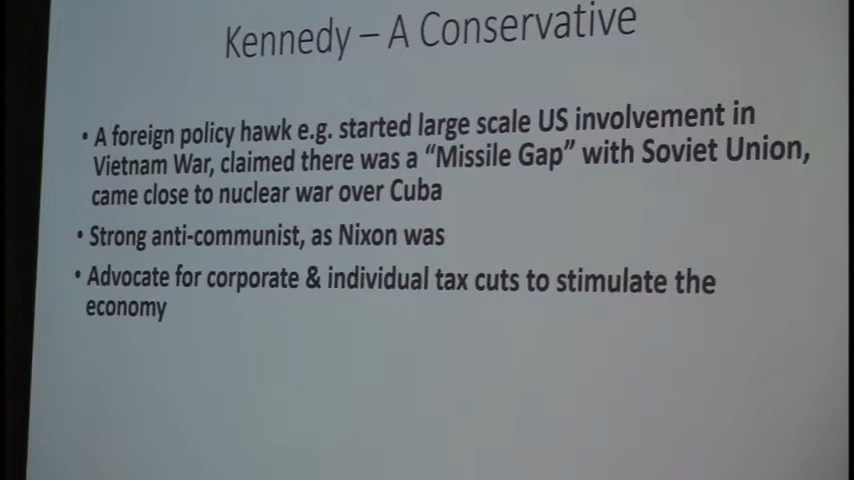 Kennedy – A Conservative
• A foreign policy hawk e.g. started large scale US involvement in
Vietnam War, claimed there was a “Missile Gap” with Soviet Union,
came close to nuclear war over Cuba
• Strong anti-communist, as Nixon was
• Advocate for corporate & individual tax cuts to stimulate the
economy